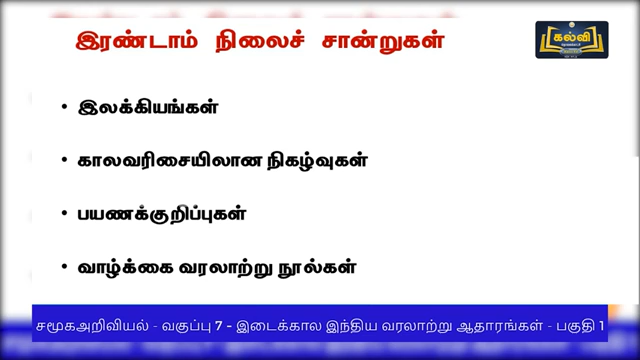 இரண்டாம் நிலைச் சான்றுகள்
கல்வி
• இலக்கியங்கள்
• காலவரிசையிலான நிகழ்வுகள்
• பயணக்குறிப்புகள்
• வாழ்க்கை வரலாற்று நூல்கள்
சமூகஅறிவியல் - வகுப்பு 7 - இடைக்கால இந்திய வரலாற்று ஆதாரங்கள் - பகுதி 1